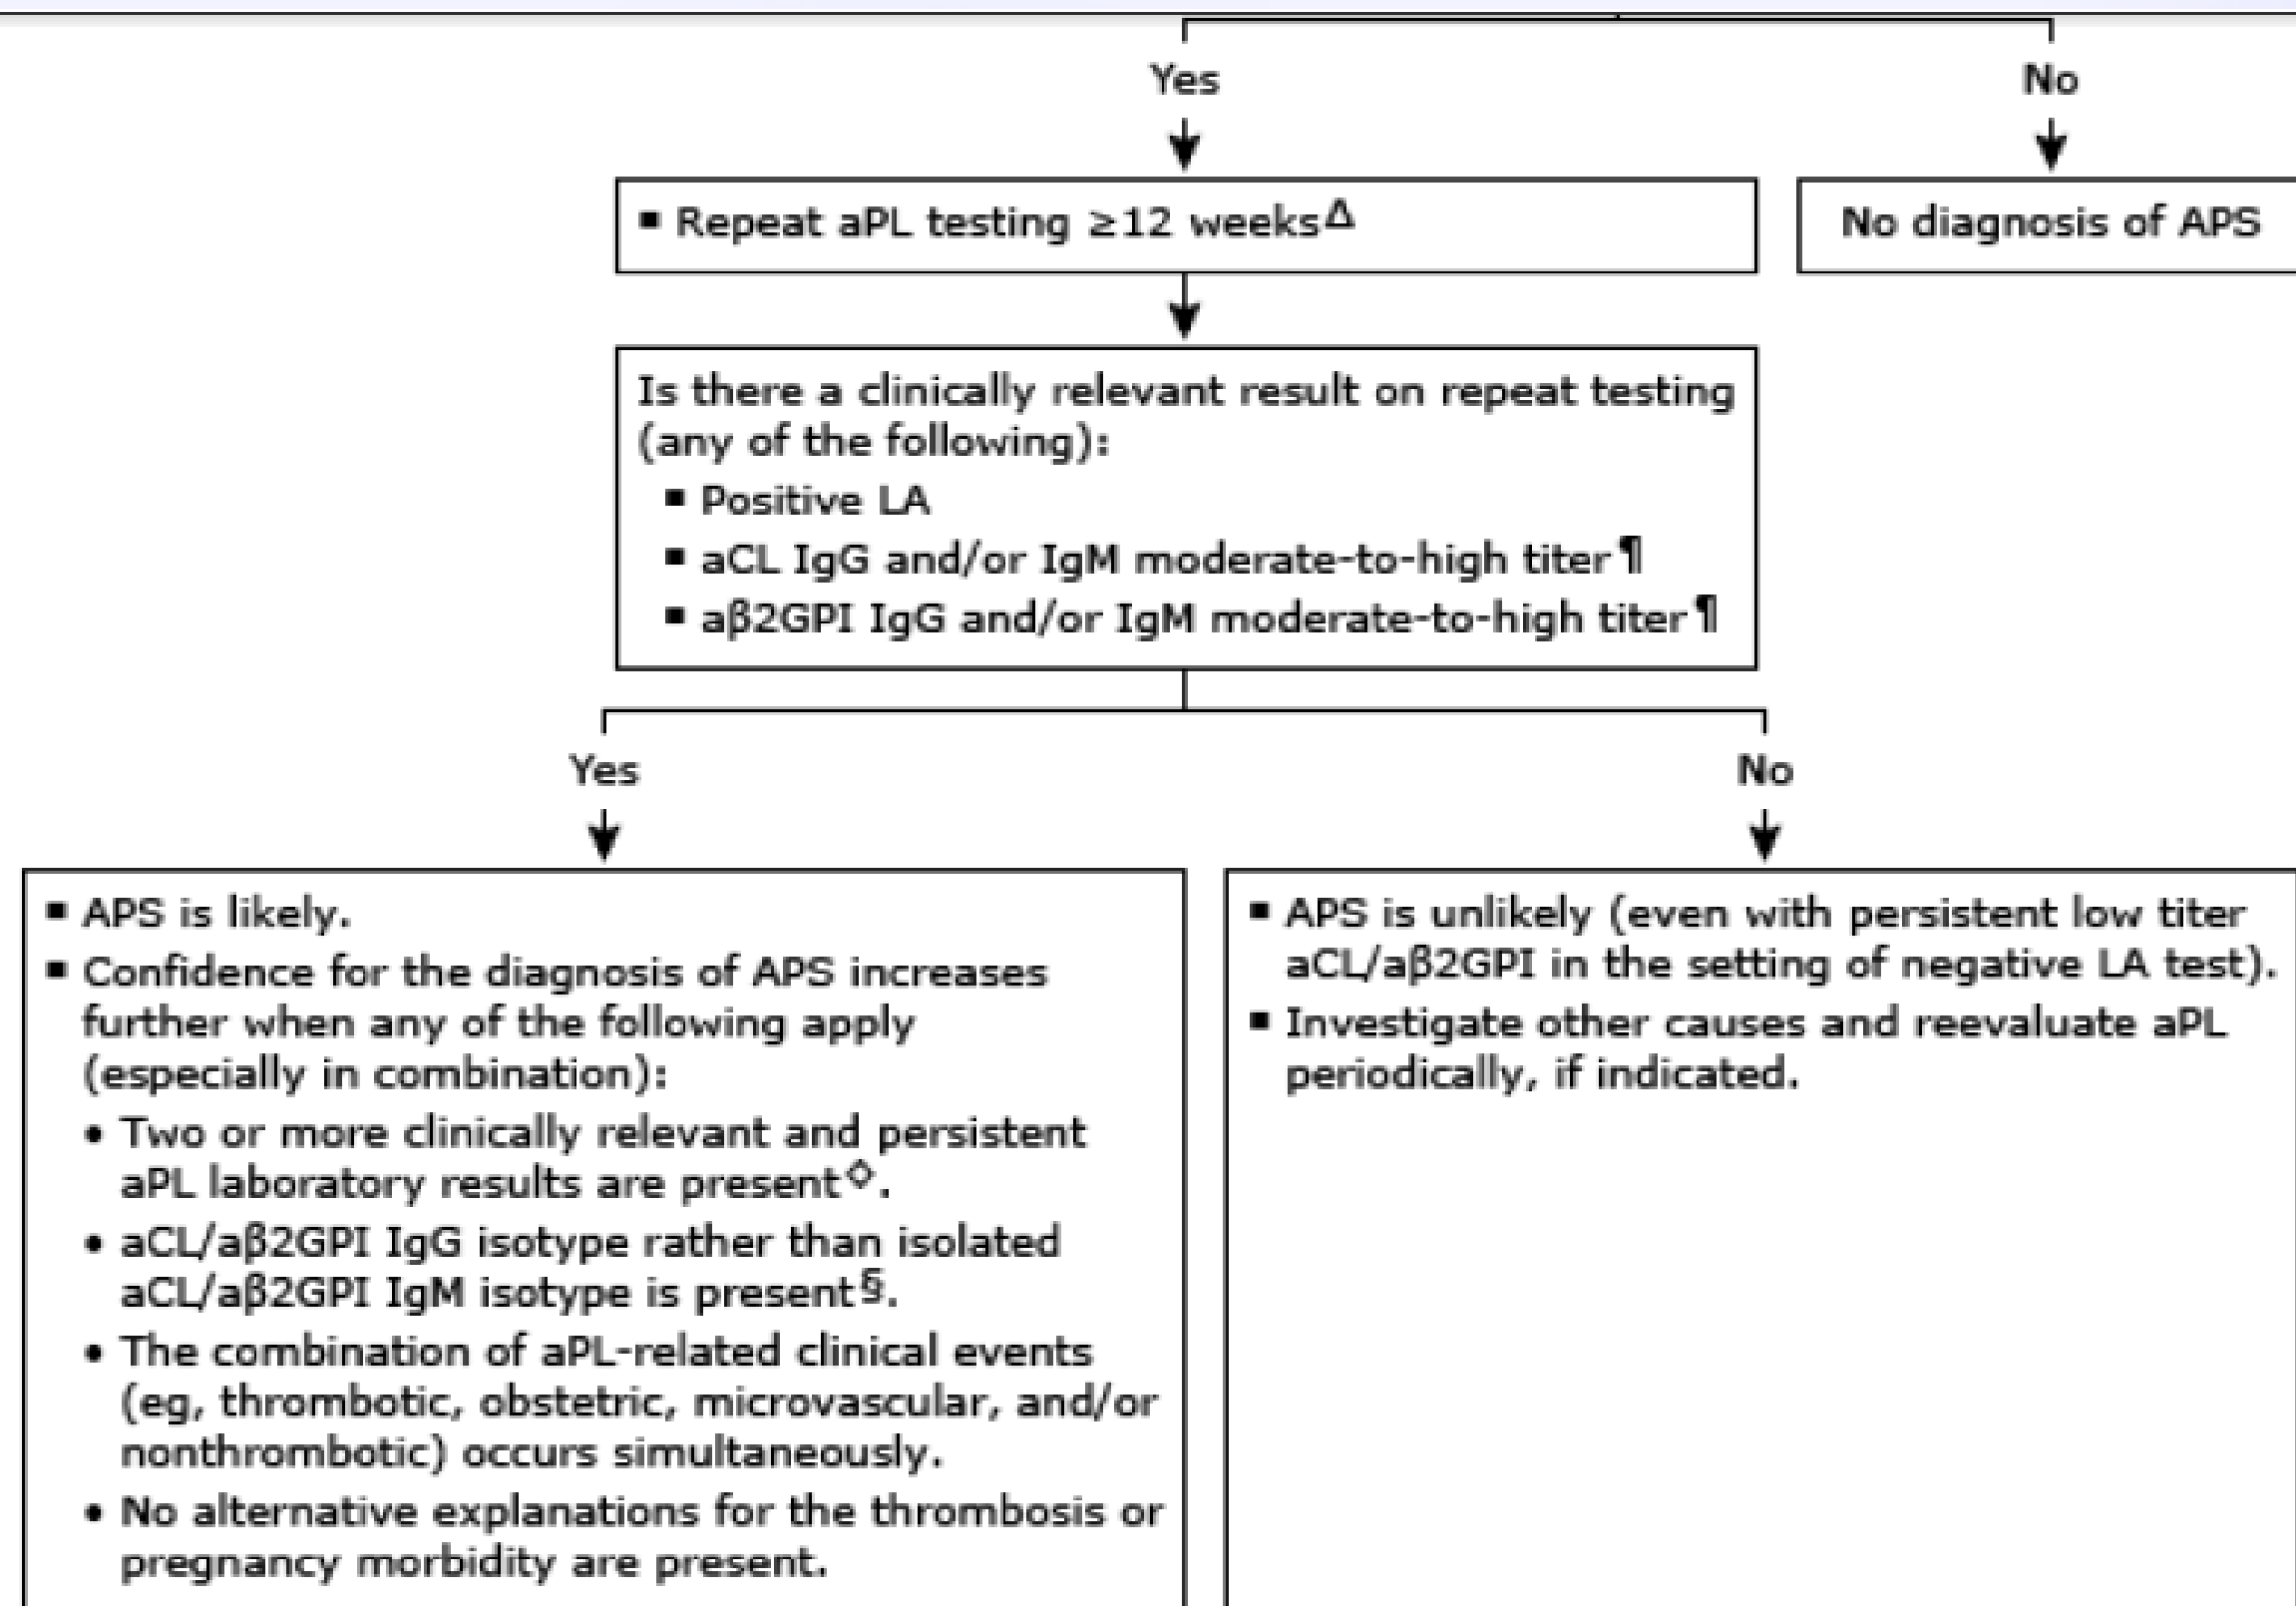 Yes
No
■ Repeat aPL testing ≥12 weeksΔ
No diagnosis of APS
Is there a clinically relevant result on repeat testing
(any of the following):
■ Positive LA
■ aCL IgG and/or IgM moderate-to-high titer¶
■ aβ2GPI IgG and/or IgM moderate-to-high titer¶
Yes
No
■ APS is likely.
■ Confidence for the diagnosis of APS increases
further when any of the following apply
(especially in combination):
• Two or more clinically relevant and persistent
aPL laboratory results are present◇.
• aCL/aβ2GPI IgG isotype rather than isolated
aCL/aβ2GPI IgM isotype is present§.
• The combination of aPL-related clinical events
(eg, thrombotic, obstetric, microvascular, and/or
nonthrombotic) occurs simultaneously.
• No alternative explanations for the thrombosis or
pregnancy morbidity are present.
■ APS is unlikely (even with persistent low titer
aCL/aβ2GPI in the setting of negative LA test).
■ Investigate other causes and reevaluate aPL
periodically, if indicated.